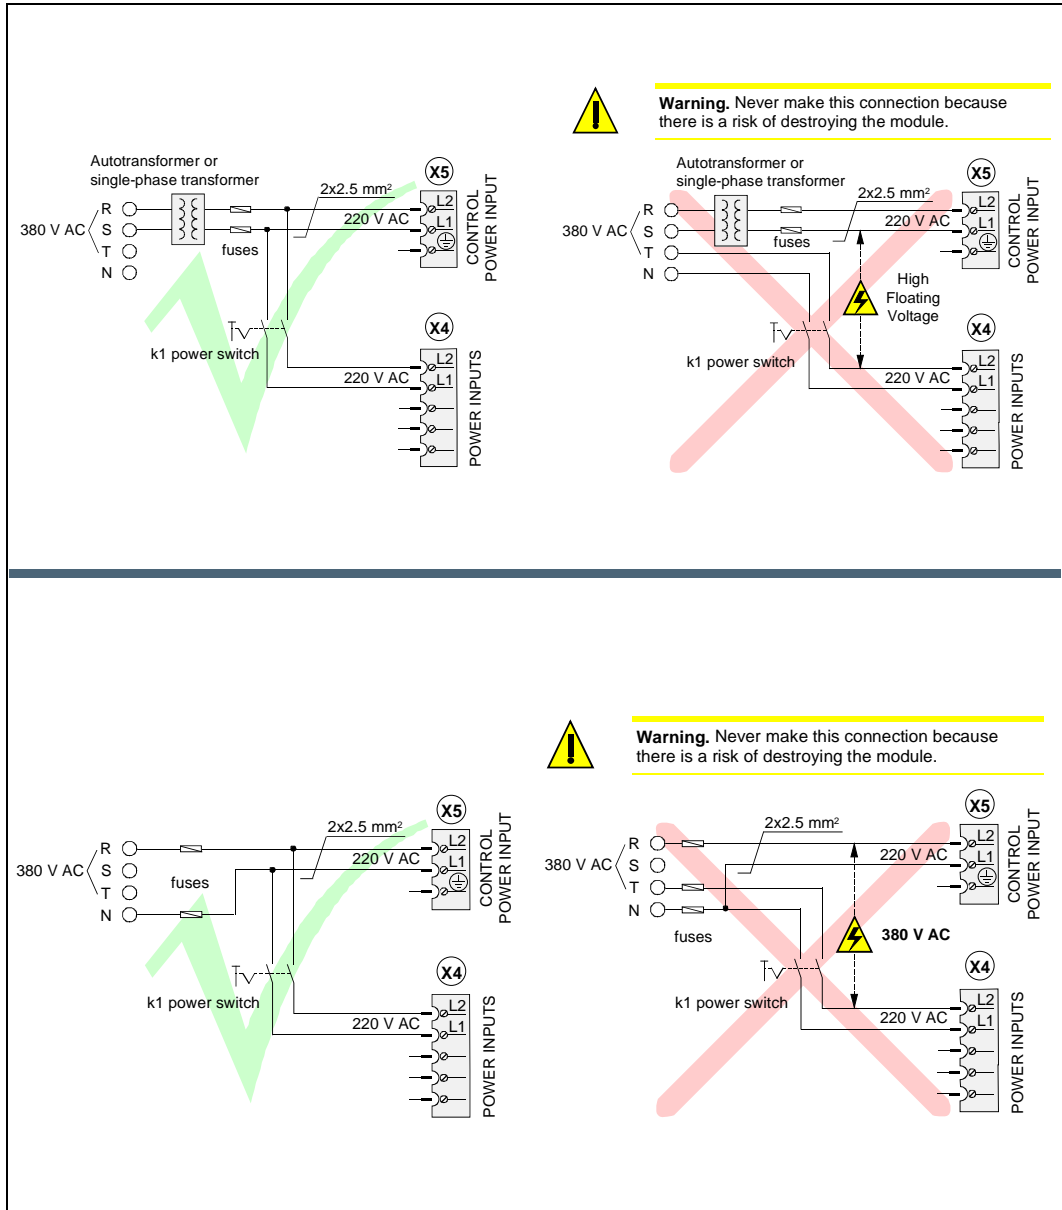 Warning. Never make this connection because
there is a risk of destroying the module.
Autotransformer or
single-phase transformer
2x2.5 mm²
X5
R
S
T
N
380 V AC
fuses
220 V AC
L2
L1
CONTROL
POWER INPUT
k1 power switch
X4
220 V AC
L2
L1
POWER INPUTS
Autotransformer or
single-phase transformer
2x2.5 mm²
X5
R
S
T
N
380 V AC
fuses
220 V AC
L2
L1
CONTROL
POWER INPUT
High
Floating
Voltage
k1 power switch
X4
220 V AC
L2
L1
POWER INPUTS
Warning. Never make this connection because
there is a risk of destroying the module.
2x2.5 mm²
X5
R
S
T
N
380 V AC
fuses
220 V AC
L2
L1
CONTROL
POWER INPUT
k1 power switch
X4
220 V AC
L2
L1
POWER INPUTS
2x2.5 mm²
X5
R
S
T
N
380 V AC
fuses
220 V AC
L2
L1
CONTROL
POWER INPUT
380 V AC
k1 power switch
X4
220 V AC
L2
L1
POWER INPUTS